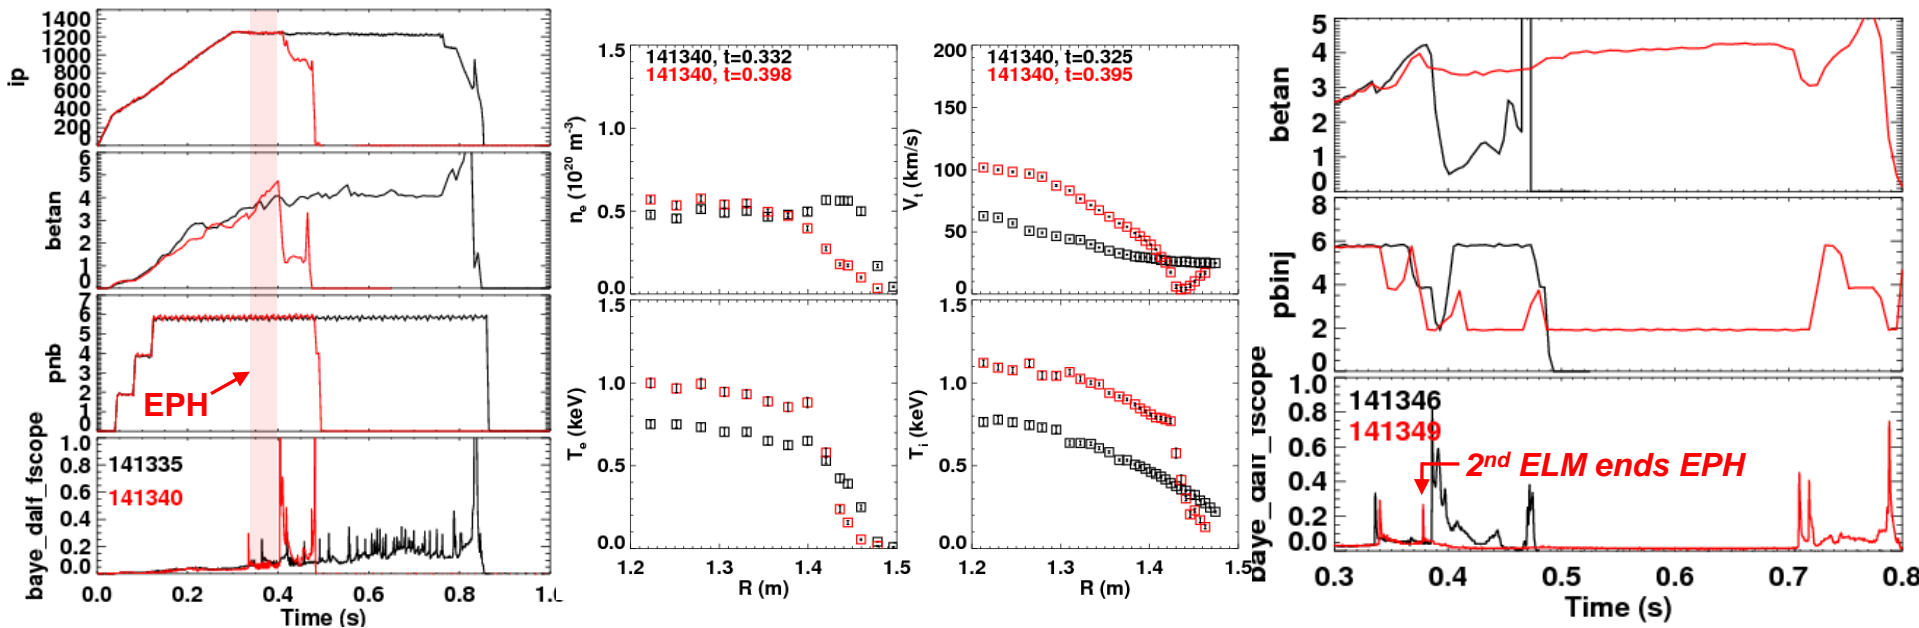 1400
1200
1000
800
600
400
200
0
ip
6
5
4
3
2
1
0
betan
7
6
5
4
3
2
1
0
pnb
EPH
1.0
0.8
0.6
0.4
0.2
0.0
baye_dalf_fscope
141335
141340
0.0 0.2 0.4 0.6 0.8
Time (s)
200
150
100
50
0
1.5
1.0
0.5
0.0
n_e (10^20 m^-3)
141340, t=0.332
141340, t=0.398
V_t (km/s)
141340, t=0.325
141340, t=0.395
1.5
1.0
0.5
0.0
T_e (keV)
1.2 1.3 1.4 1.5
R (m)
1.5
1.0
0.5
0.0
T_i (keV)
1.2 1.3 1.4 1.5
R (m)
5
4
3
2
1
0
betan
8
6
4
2
0
pbinj
1.0
0.8
0.6
0.4
0.2
0.0
baye_dalf_fscope
141346
141349
2nd ELM ends EPH
0.3 0.4 0.5 0.6 0.7 0.8
Time (s)